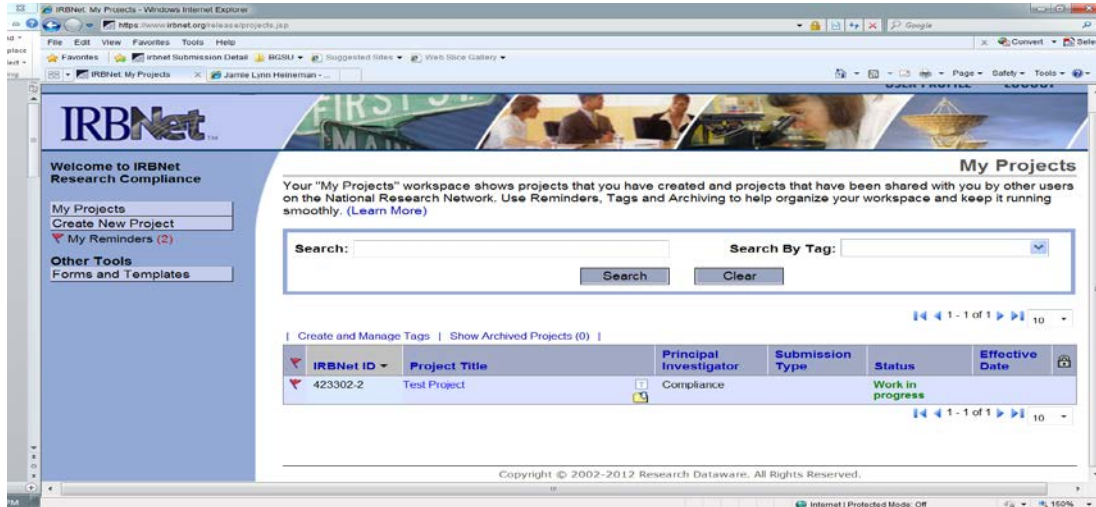 IRBNet: My Projects - Windows Internet Explorer
https://www.irbnet.org/release/projects.jsp
Google
File Edit View Favorites Tools Help
Convert
Favorites irbnet Submission Detail BGSU Suggested Sites Web Slice Gallery
IRBNet: My Projects Jamie Lynn Heineman - ... Page Safety Tools
USER PROFILE LOGOUT
FIRST ST
MAIN
IRBNet
Welcome to IRBNet
Research Compliance
My Projects
Create New Project
My Reminders (2)
Other Tools
Forms and Templates
My Projects
Your "My Projects" workspace shows projects that you have created and projects that have been shared with you by other users
on the National Research Network. Use Reminders, Tags and Archiving to help organize your workspace and keep it running
smoothly. (Learn More)
Search: Search By Tag:
Search Clear
1 - 1 of 1 10
| Create and Manage Tags | Show Archived Projects (0) |
IRBNet ID Project Title Principal Investigator Submission Type Status Effective Date
423302-2 Test Project Compliance Work in progress
1 - 1 of 1 10
Copyright © 2002-2012 Research Dataware. All Rights Reserved.
Internet | Protected Mode: Off 150%